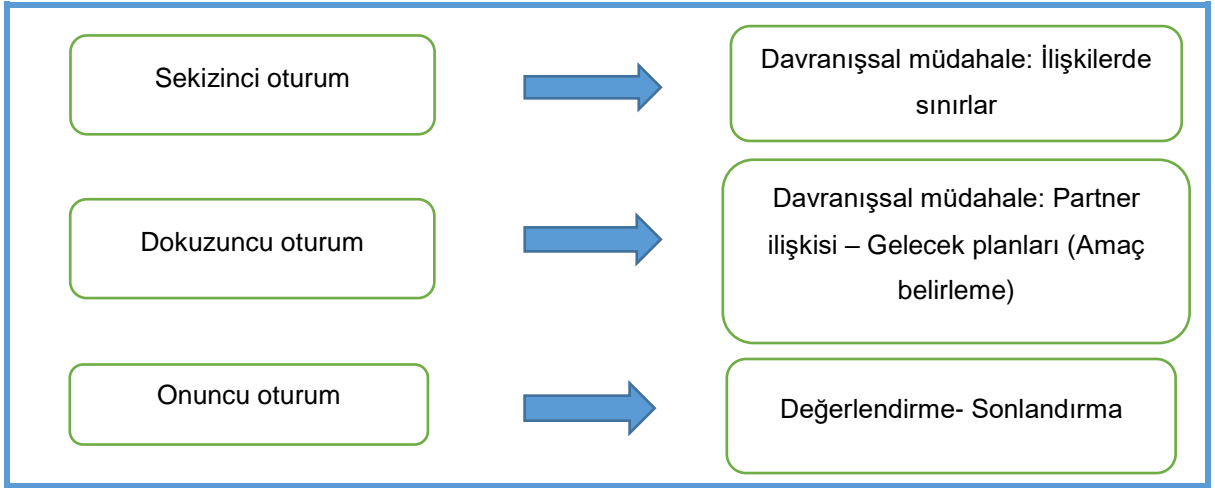 Sekizinci oturum
Davranışsal müdahale: İlişkilerde
sınırlar
Dokuzuncu oturum
Davranışsal müdahale: Partner
ilişkisi – Gelecek planları (Amaç
belirleme)
Onuncu oturum
Değerlendirme- Sonlandırma